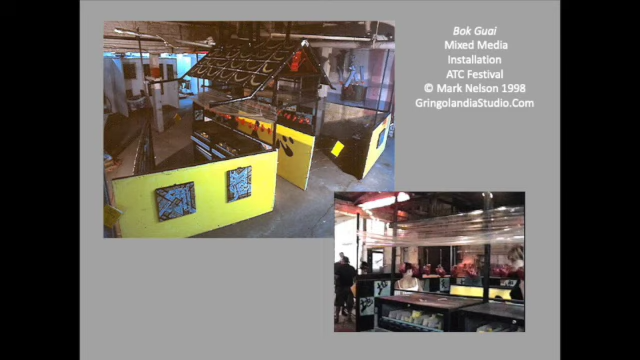 Bok Guai
Mixed Media
Installation
ATC Festival
© Mark Nelson 1998
GringolandiaStudio.Com